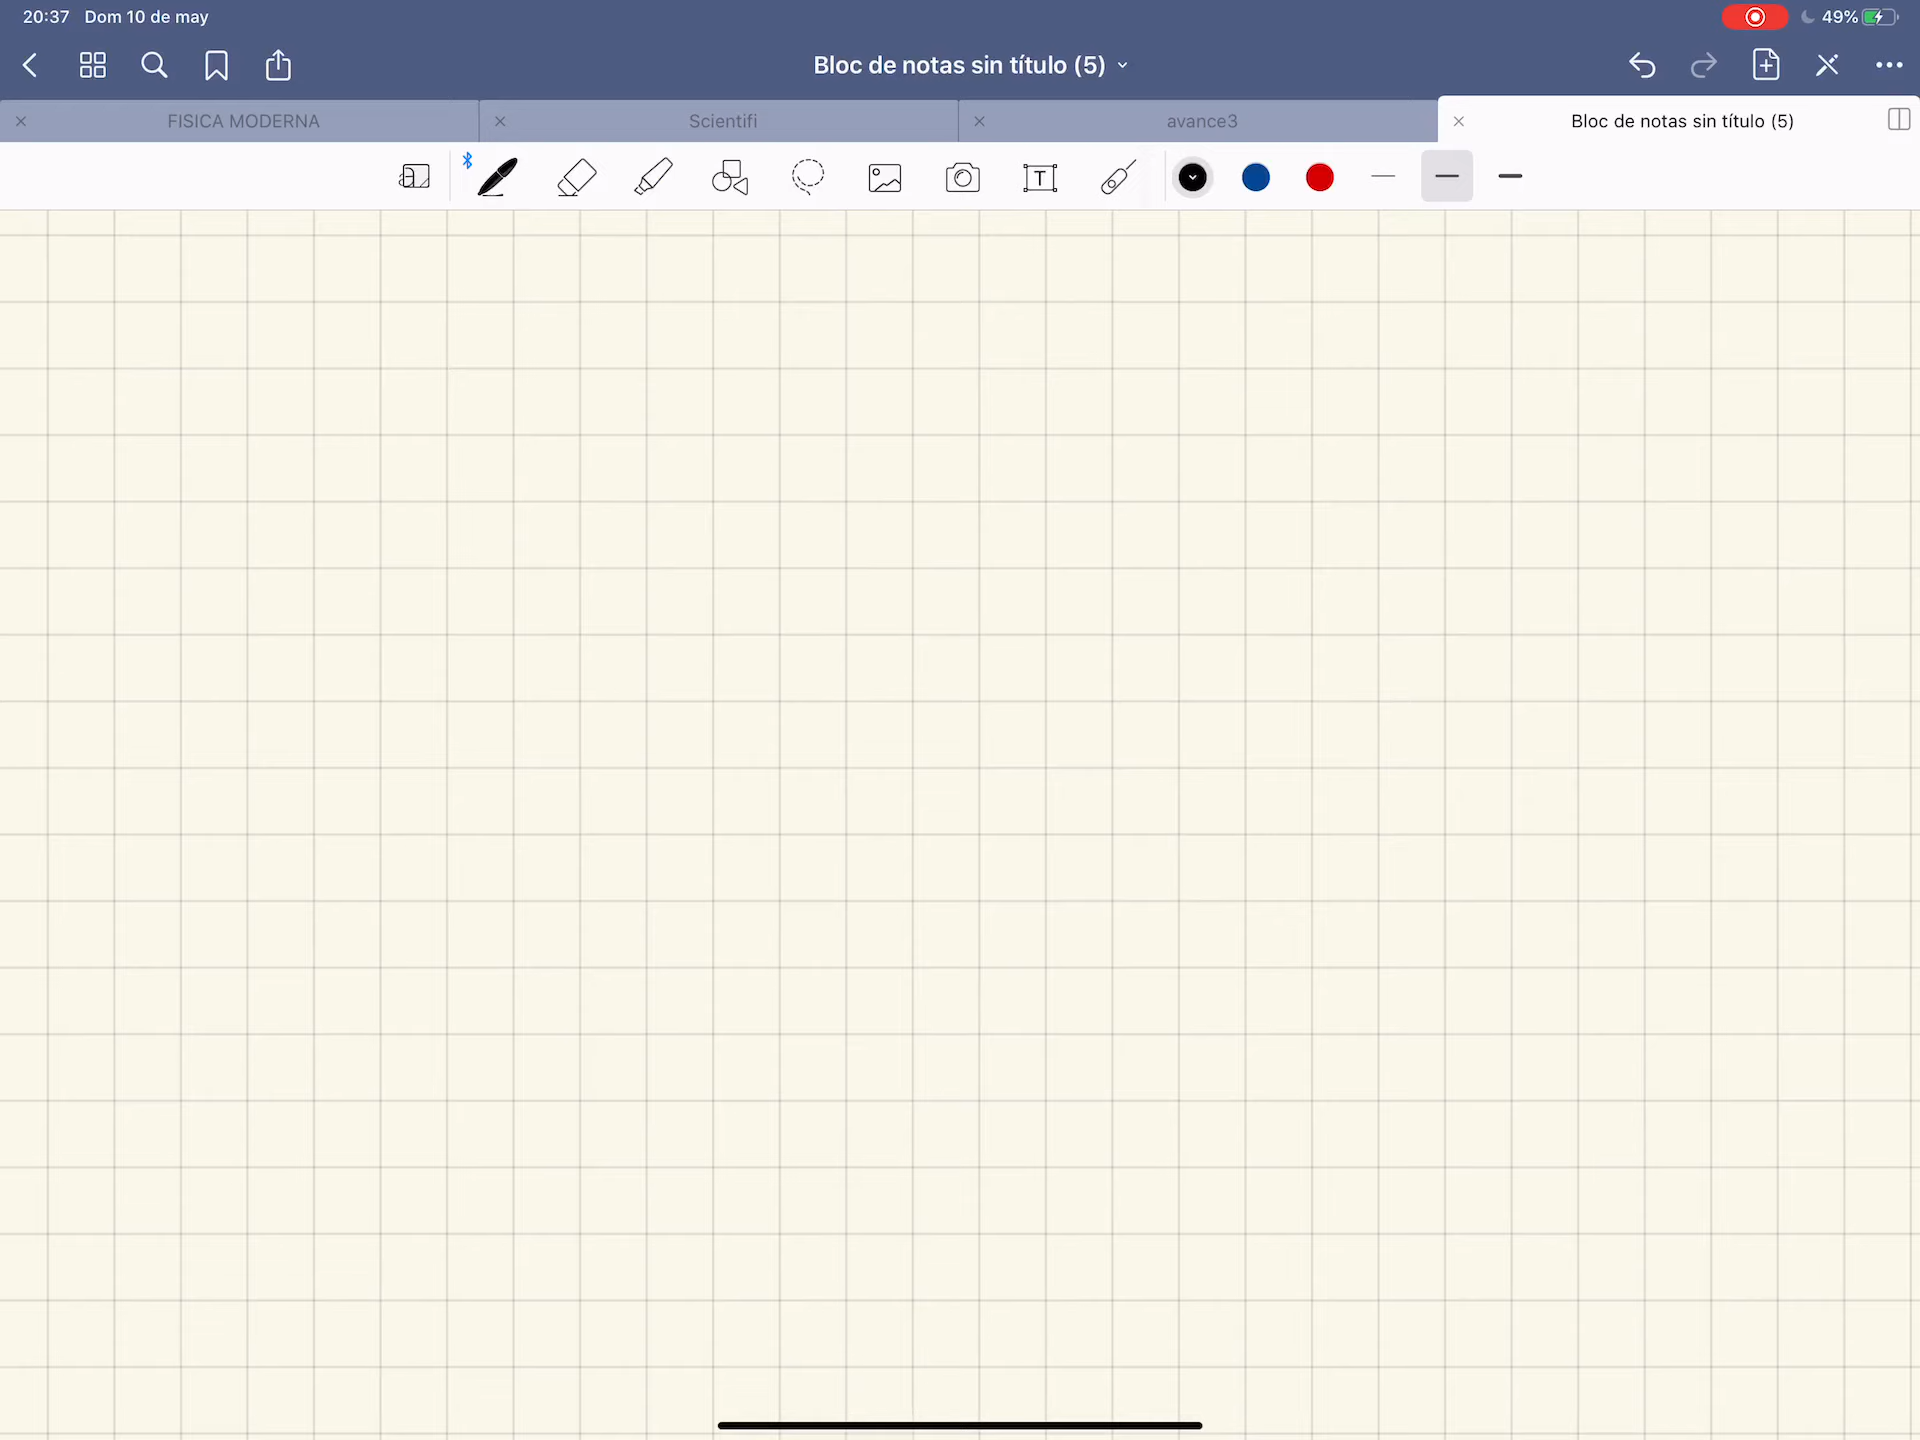 20:37 Dom 10 de may 49%
Bloc de notas sin título (5)
FISICA MODERNA Scientifi avance3 Bloc de notas sin título (5)
a T